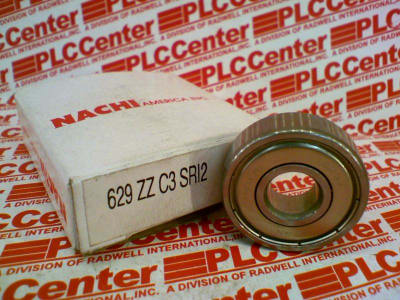 NACHI AMERICA INC.
629 ZZ C3 SRI2
PLCCenter
A DIVISION OF RADWELL INTERNATIONAL, INC.